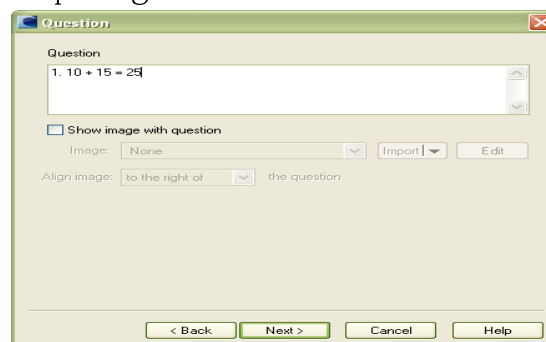 Question
Question
1. 10 + 15 = 25
Show image with question
Image: None Import Edit
Align image: to the right of the question
< Back Next > Cancel Help